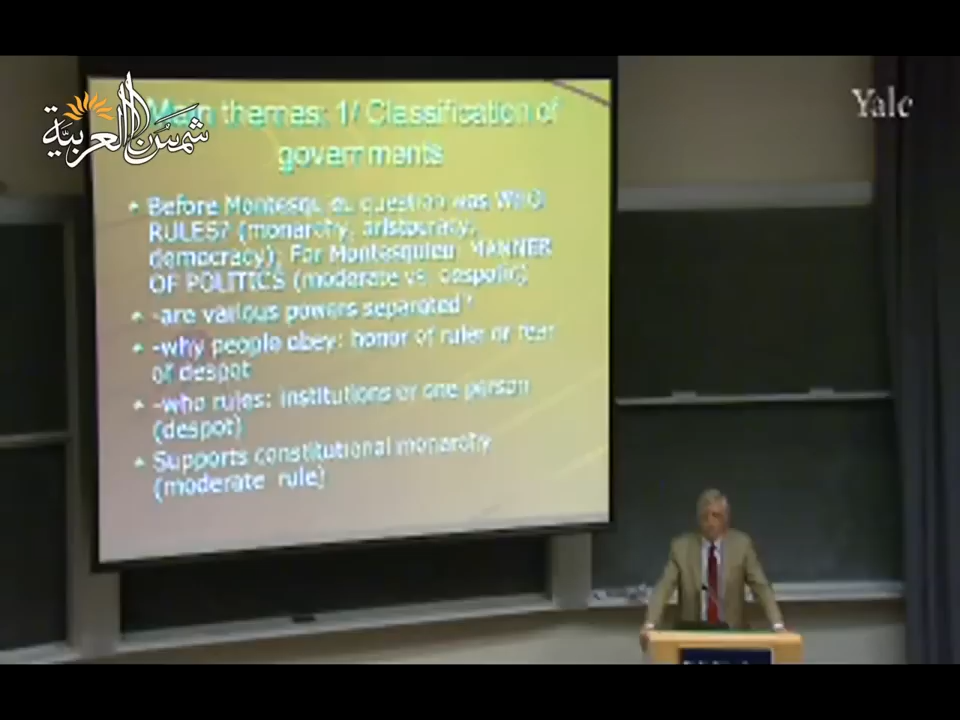 شمس العربية
Yale
Main themes: 1/ Classification of
governments
Before Montesquieu question was WHO
RULES? (monarchy, aristocracy,
democracy); For Montesquieu: MANNER
OF POLITICS (moderate vs. despotic)
-are various powers separated?
-why people obey: honor of ruler or fear
of despot
-who rules: institutions or one person
(despot)
Supports constitutional monarchy
(moderate rule)